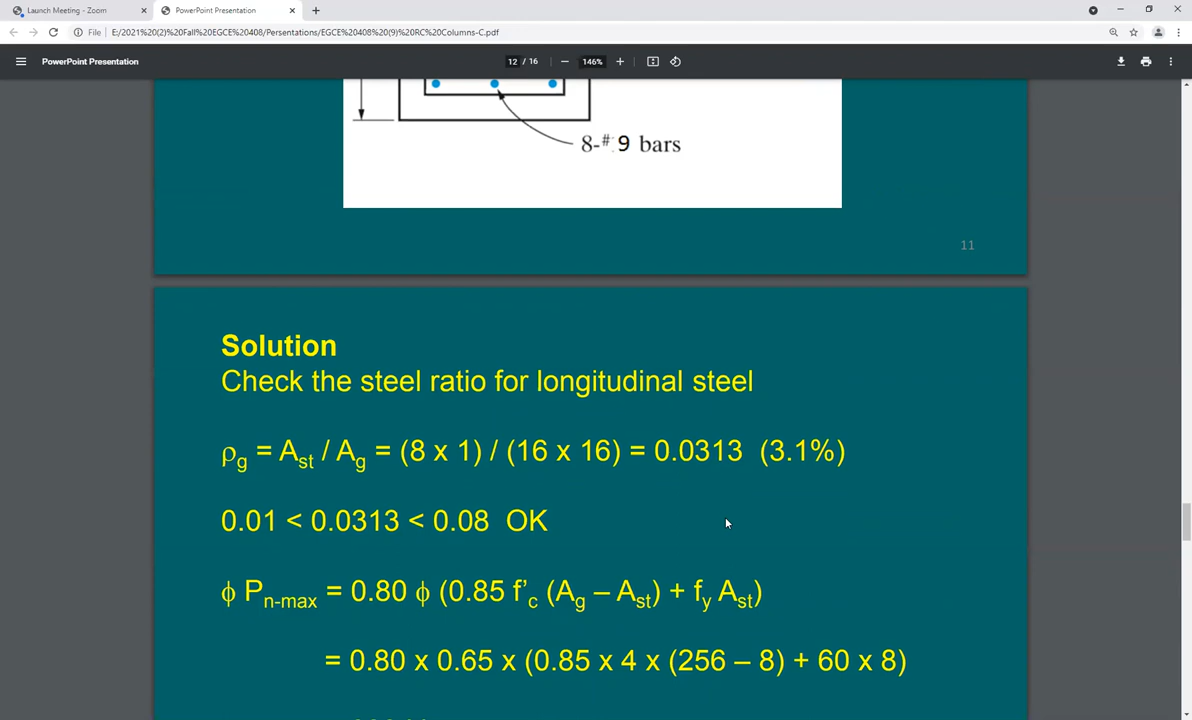 Launch Meeting - Zoom
PowerPoint Presentation
File
E:/2021%20(2)%20Fall%20EGCE%20408/Persentations/EGCE%20408%20(9)%20RC%20Columns-C.pdf
PowerPoint Presentation
12 / 16
146%
8-#9 bars
11
Solution
Check the steel ratio for longitudinal steel
ρg = Ast / Ag = (8 x 1) / (16 x 16) = 0.0313 (3.1%)
0.01 < 0.0313 < 0.08 OK
ϕ Pn-max = 0.80 ϕ (0.85 f'c (Ag – Ast) + fy Ast)
= 0.80 x 0.65 x (0.85 x 4 x (256 – 8) + 60 x 8)